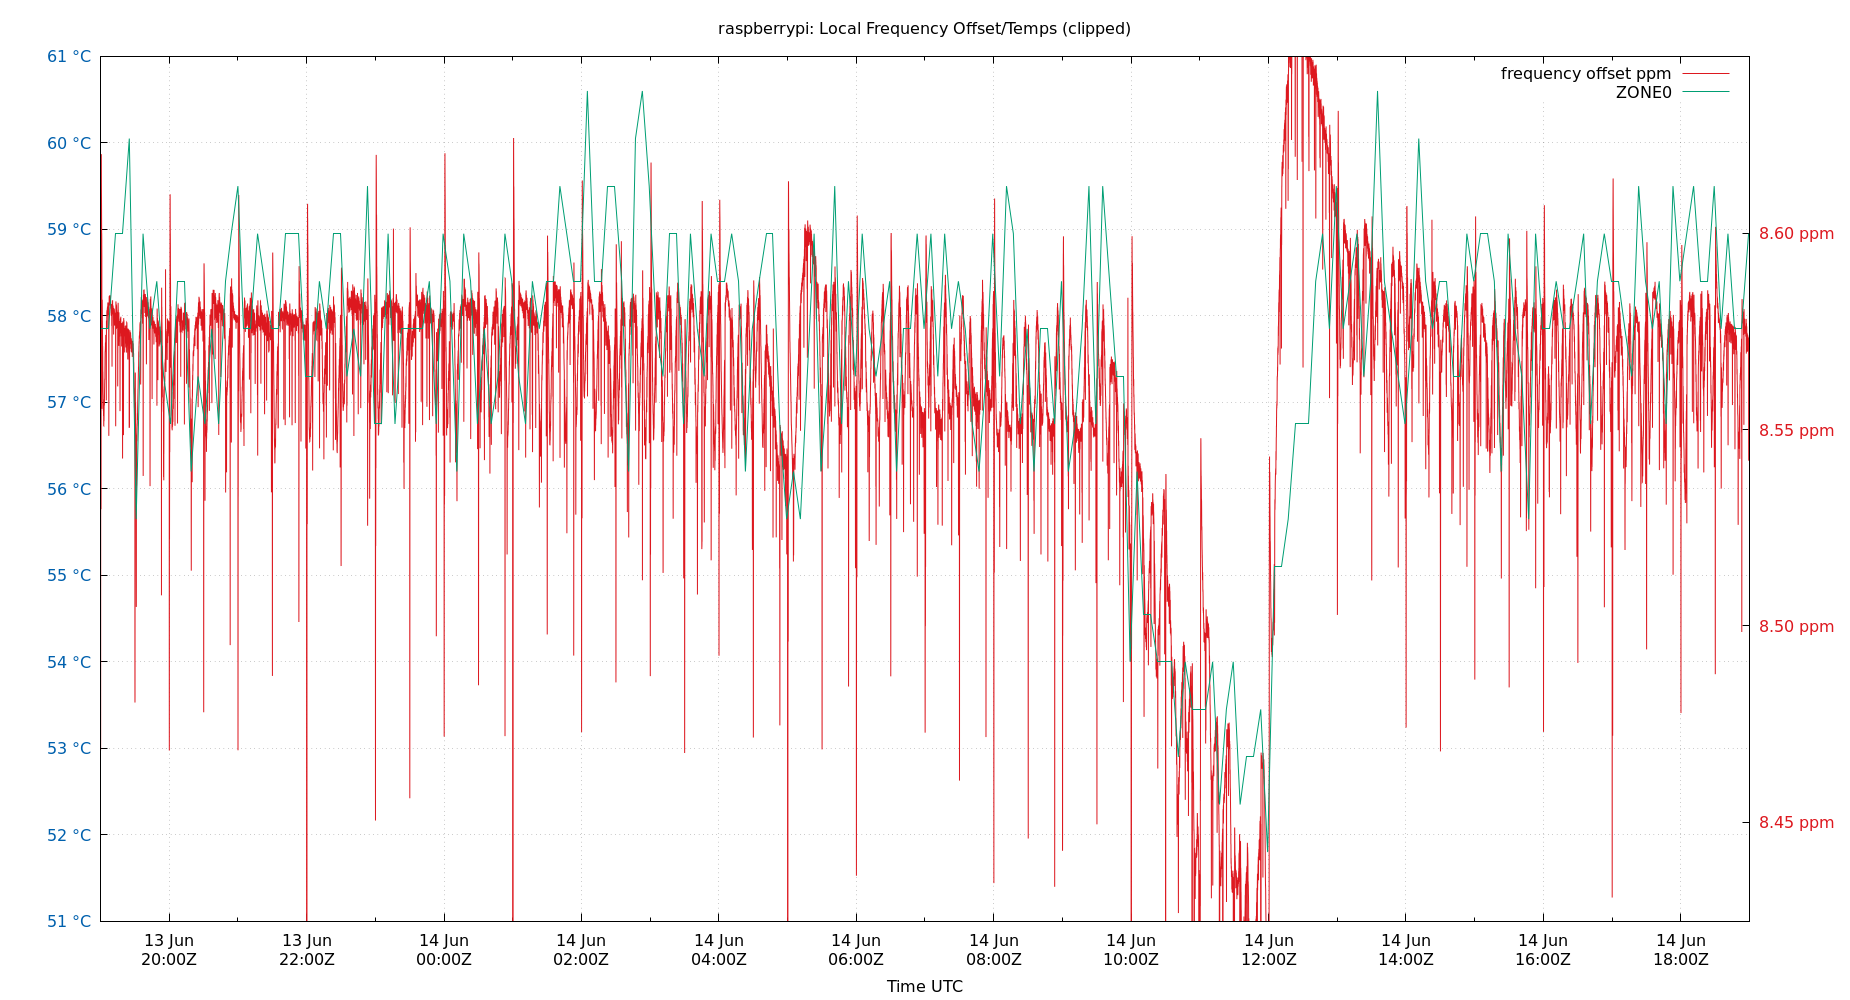 raspberrypi: Local Frequency Offset/Temps (clipped)
frequency offset ppm
ZONE0
61 °C
60 °C
59 °C
58 °C
57 °C
56 °C
55 °C
54 °C
53 °C
52 °C
51 °C
8.60 ppm
8.55 ppm
8.50 ppm
8.45 ppm
13 Jun 13 Jun 14 Jun 14 Jun 14 Jun 14 Jun 14 Jun 14 Jun 14 Jun 14 Jun 14 Jun 14 Jun
20:00Z 22:00Z 00:00Z 02:00Z 04:00Z 06:00Z 08:00Z 10:00Z 12:00Z 14:00Z 16:00Z 18:00Z
Time UTC